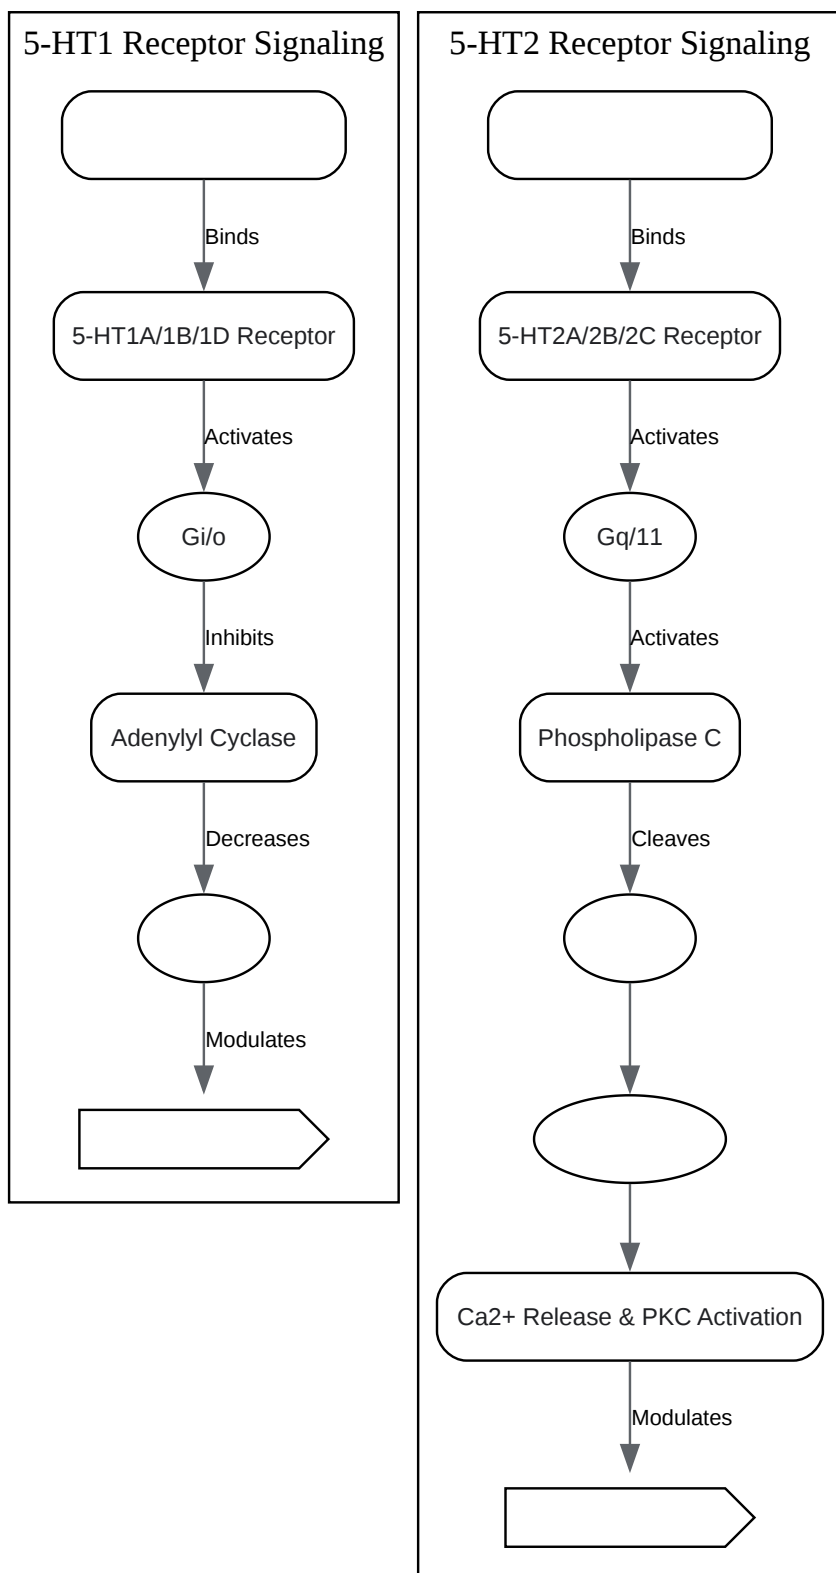 5-HT1 Receptor Signaling
Binds
5-HT1A/1B/1D Receptor
Activates
Gi/o
Inhibits
Adenylyl Cyclase
Decreases
Modulates
5-HT2 Receptor Signaling
Binds
5-HT2A/2B/2C Receptor
Activates
Gq/11
Activates
Phospholipase C
Cleaves
Ca2+ Release & PKC Activation
Modulates